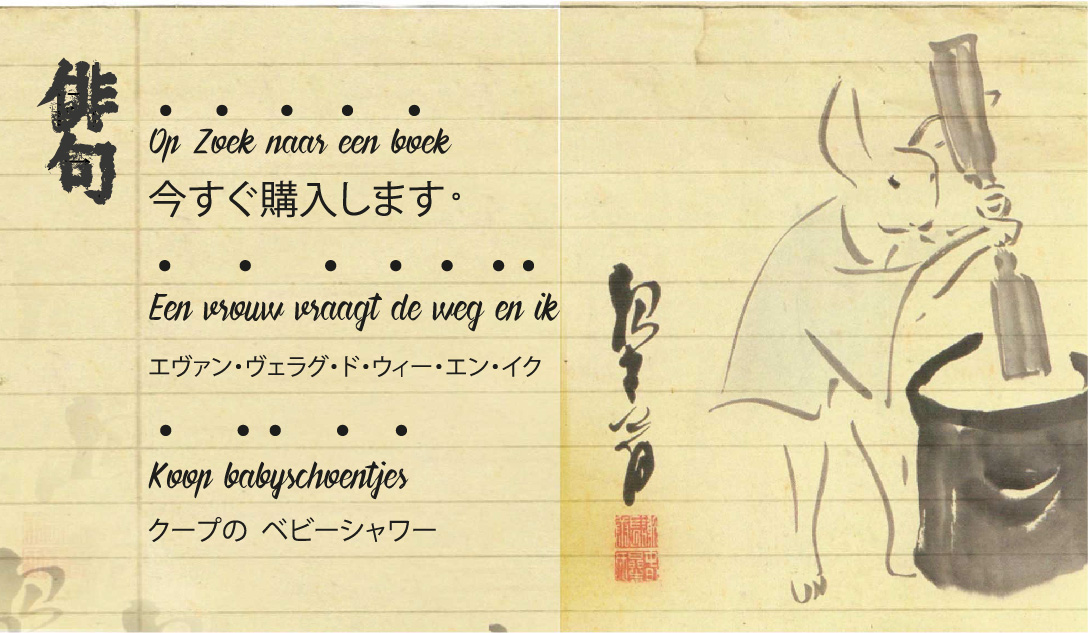 俳句
Op Zoek naar een boek
今すぐ購入します。
Een vrouw vraagt de weg en ik
エヴァン・ヴェラグ・ド・ウィー・エン・イク
Koop babyschoentjes
クープの ベビーシャワー